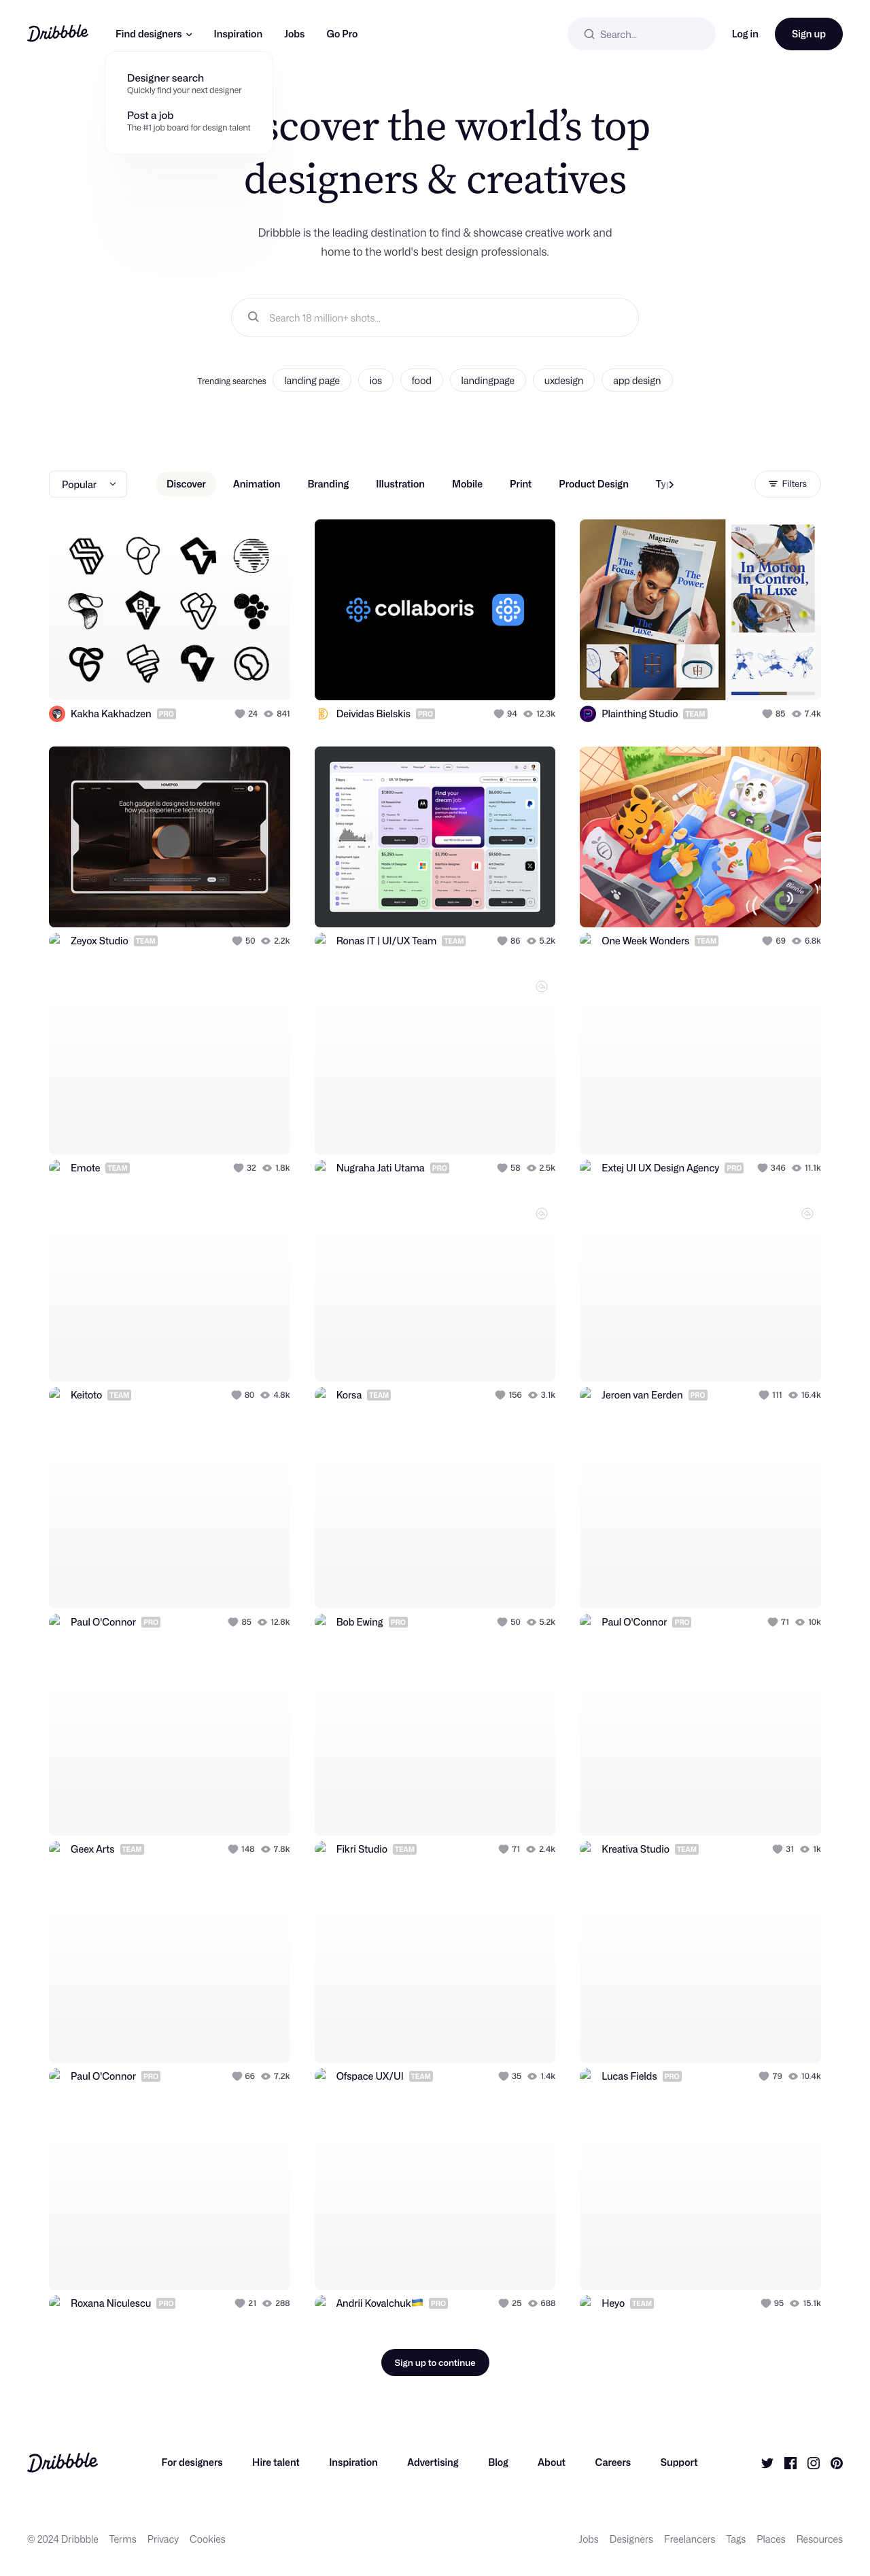 Dribbble
Find designers
Inspiration
Jobs
Go Pro
Search...
Log in
Sign up
Designer search
Quickly find your next designer
Post a job
The #1 job board for design talent
scover the world’s top
designers & creatives
Dribbble is the leading destination to find & showcase creative work and
home to the world's best design professionals.
Search 18 million+ shots...
Trending searches
landing page
ios
food
landingpage
uxdesign
app design
Popular
Discover
Animation
Branding
Illustration
Mobile
Print
Product Design
Filters
collaboris
Magazine
The Focus.
The Power.
The Luxe.
In Motion
In Control,
In Luxe
Kakha Kakhadzen PRO 24 841
Deividas Bielskis PRO 94 12.3k
Plainthing Studio TEAM 85 7.4k
HOMEPOD
Each gadget is designed to redefine
how you experience technology
Find your
dream job
Zeyox Studio TEAM 50 2.2k
Ronas IT | UI/UX Team TEAM 86 5.2k
One Week Wonders TEAM 69 6.8k
Emote TEAM 32 1.8k
Nugraha Jati Utama PRO 58 2.5k
Extej UI UX Design Agency PRO 346 11.1k
Keitoto TEAM 80 4.8k
Korsa TEAM 156 3.1k
Jeroen van Eerden PRO 111 16.4k
Paul O'Connor PRO 85 12.8k
Bob Ewing PRO 50 5.2k
Paul O'Connor PRO 71 10k
Geex Arts TEAM 148 7.8k
Fikri Studio TEAM 71 2.4k
Kreativa Studio TEAM 31 1k
Paul O'Connor PRO 66 7.2k
Ofspace UX/UI TEAM 35 1.4k
Lucas Fields PRO 79 10.4k
Roxana Niculescu PRO 21 288
Andrii Kovalchuk PRO 25 688
Heyo TEAM 95 15.1k
Sign up to continue
Dribbble
For designers
Hire talent
Inspiration
Advertising
Blog
About
Careers
Support
© 2024 Dribbble
Terms
Privacy
Cookies
Jobs
Designers
Freelancers
Tags
Places
Resources